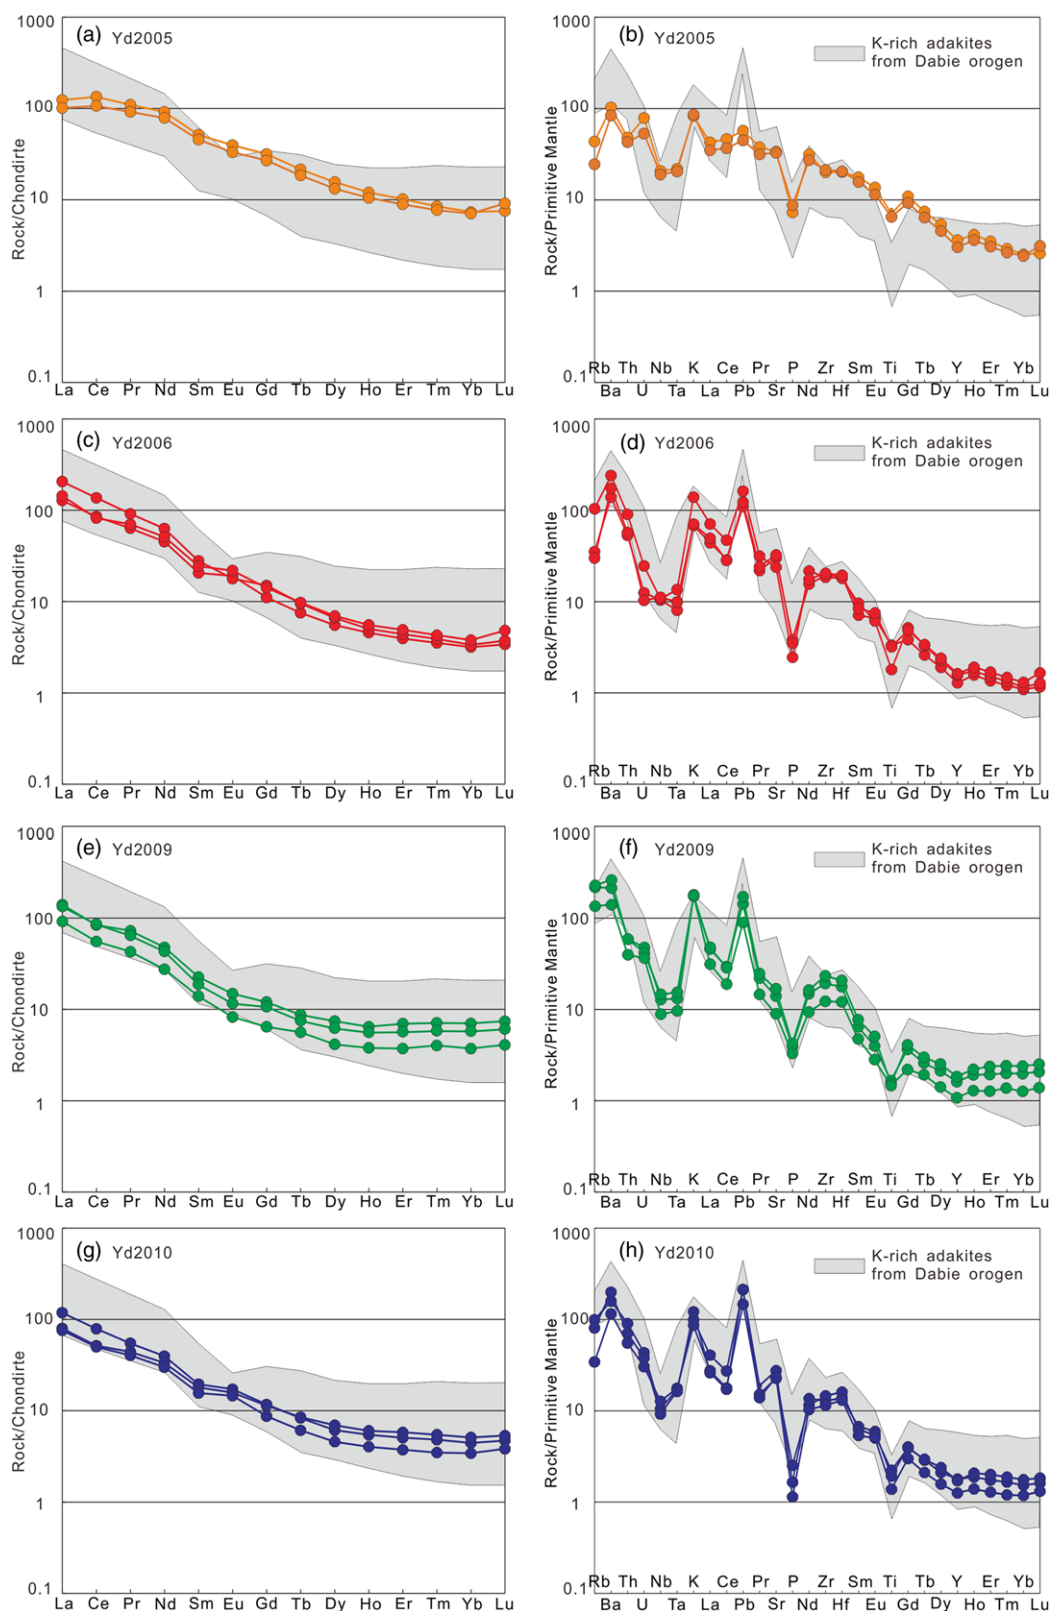 (a) Yd2005
1000
100
10
1
0.1
Rock/Chondirte
La Ce Pr Nd Sm Eu Gd Tb Dy Ho Er Tm Yb Lu
(b) Yd2005
K-rich adakites
from Dabie orogen
1000
100
10
1
0.1
Rock/Primitive Mantle
Rb Th Nb K Ce Pr P Zr Sm Ti Tb Y Er Yb
Ba U Ta La Pb Sr Nd Hf Eu Gd Dy Ho Tm Lu
(c) Yd2006
1000
100
10
1
0.1
Rock/Chondirte
La Ce Pr Nd Sm Eu Gd Tb Dy Ho Er Tm Yb Lu
(d) Yd2006
K-rich adakites
from Dabie orogen
1000
100
10
1
0.1
Rock/Primitive Mantle
Rb Th Nb K Ce Pr P Zr Sm Ti Tb Y Er Yb
Ba U Ta La Pb Sr Nd Hf Eu Gd Dy Ho Tm Lu
(e) Yd2009
1000
100
10
1
0.1
Rock/Chondirte
La Ce Pr Nd Sm Eu Gd Tb Dy Ho Er Tm Yb Lu
(f) Yd2009
K-rich adakites
from Dabie orogen
1000
100
10
1
0.1
Rock/Primitive Mantle
Rb Th Nb K Ce Pr P Zr Sm Ti Tb Y Er Yb
Ba U Ta La Pb Sr Nd Hf Eu Gd Dy Ho Tm Lu
(g) Yd2010
1000
100
10
1
0.1
Rock/Chondirte
La Ce Pr Nd Sm Eu Gd Tb Dy Ho Er Tm Yb Lu
(h) Yd2010
K-rich adakites
from Dabie orogen
1000
100
10
1
0.1
Rock/Primitive Mantle
Rb Th Nb K Ce Pr P Zr Sm Ti Tb Y Er Yb
Ba U Ta La Pb Sr Nd Hf Eu Gd Dy Ho Tm Lu